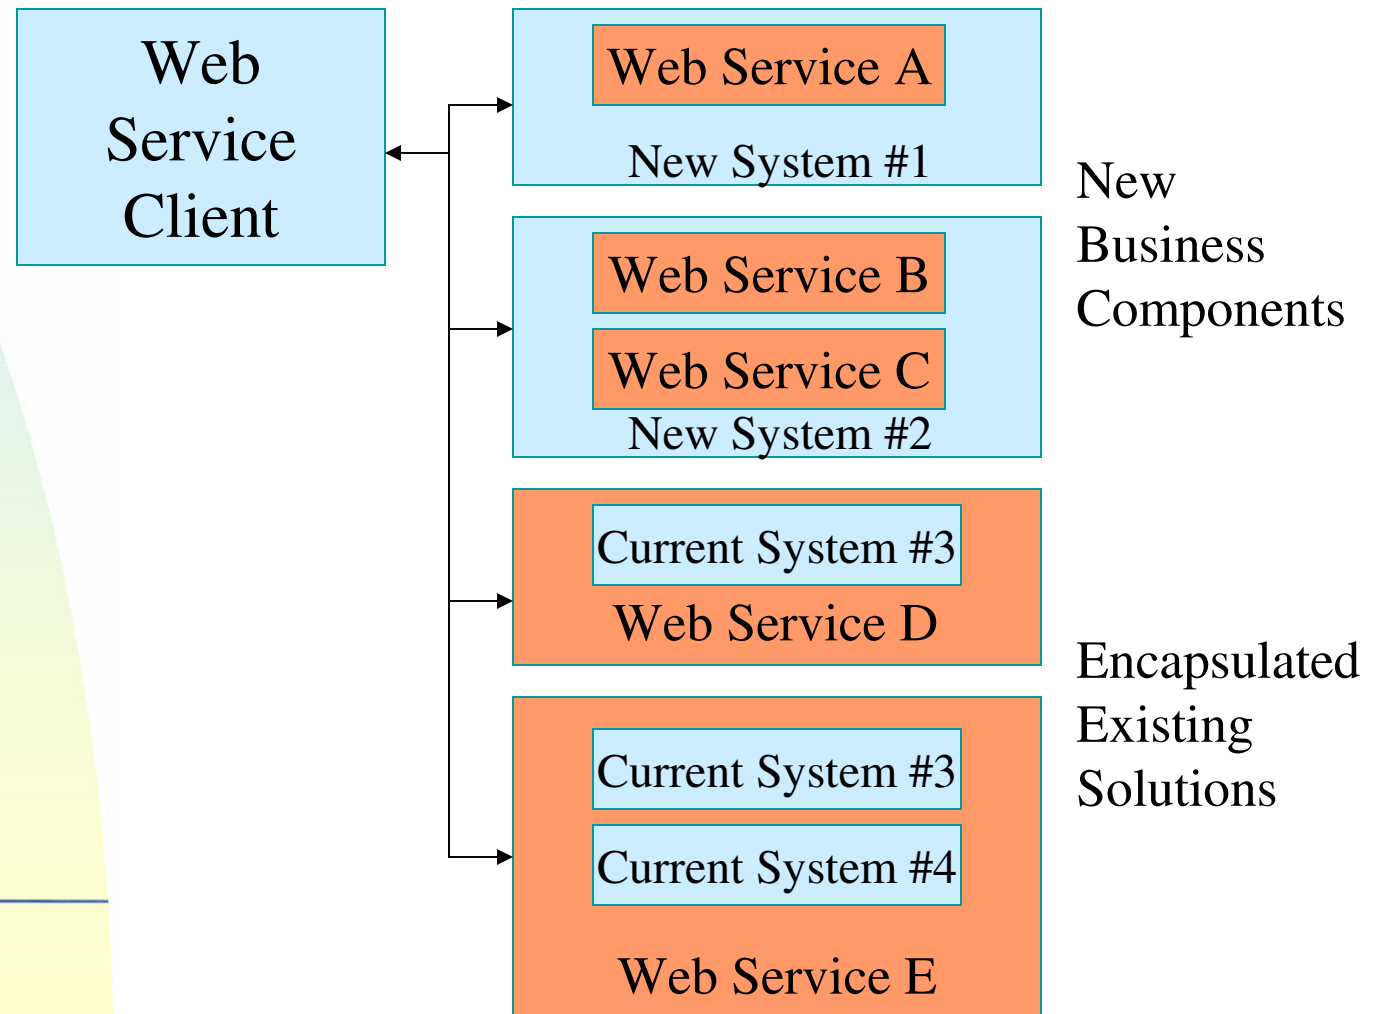 Web
Service
Client
Web Service A
New System #1
Web Service B
Web Service C
New System #2
New
Business
Components
Current System #3
Web Service D
Current System #3
Current System #4
Web Service E
Encapsulated
Existing
Solutions